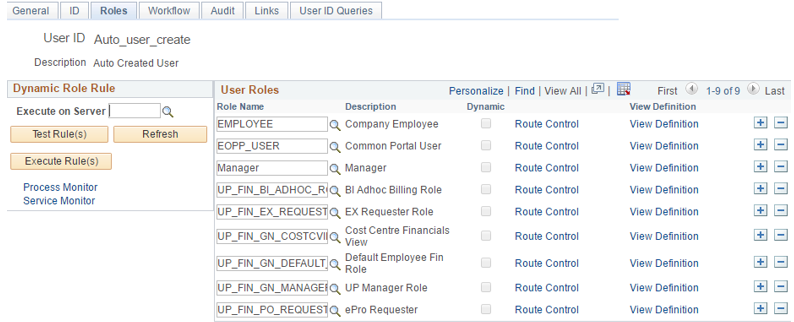 General ID Roles Workflow Audit Links User ID Queries
User ID Auto_user_create
Description Auto Created User
Dynamic Role Rule
Execute on Server
Test Rule(s) Refresh
Execute Rule(s)
Process Monitor
Service Monitor
User Roles Personalize | Find | View All | | First 1-9 of 9 Last
Role Name Description Dynamic View Definition
EMPLOYEE Company Employee Route Control View Definition
EOPP_USER Common Portal User Route Control View Definition
Manager Manager Route Control View Definition
UP_FIN_BI_ADHOC_RO BI Adhoc Billing Role Route Control View Definition
UP_FIN_EX_REQUEST EX Requester Role Route Control View Definition
UP_FIN_GN_COSTCVI Cost Centre Financials
View Route Control View Definition
UP_FIN_GN_DEFAULT_ Default Employee Fin
Role Route Control View Definition
UP_FIN_GN_MANAGER UP Manager Role Route Control View Definition
UP_FIN_PO_REQUEST ePro Requester Route Control View Definition